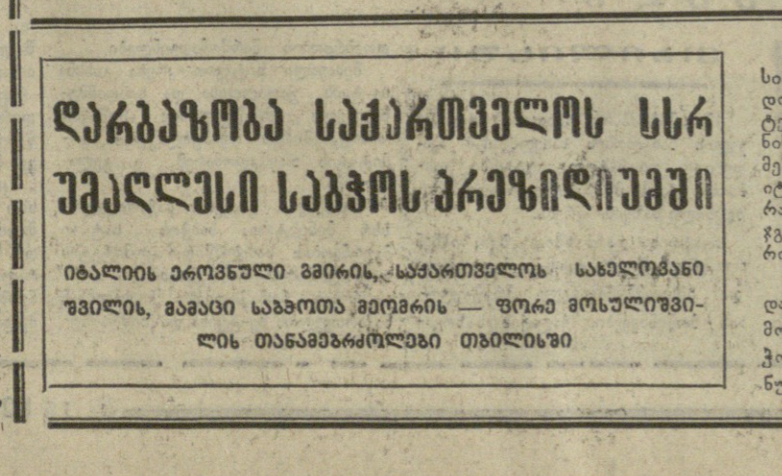 დარბაზობა საქართველოს სსრ
უმაღლესი საბჭოს პრეზიდიუმში
იტალიის ეროვნული გმირის, საქართველოს სახელოვანი
შვილის, მამაცი საბჭოთა მეომრის — ფორე მოსულიშვი-
ლის თანამებრძოლები თბილისში